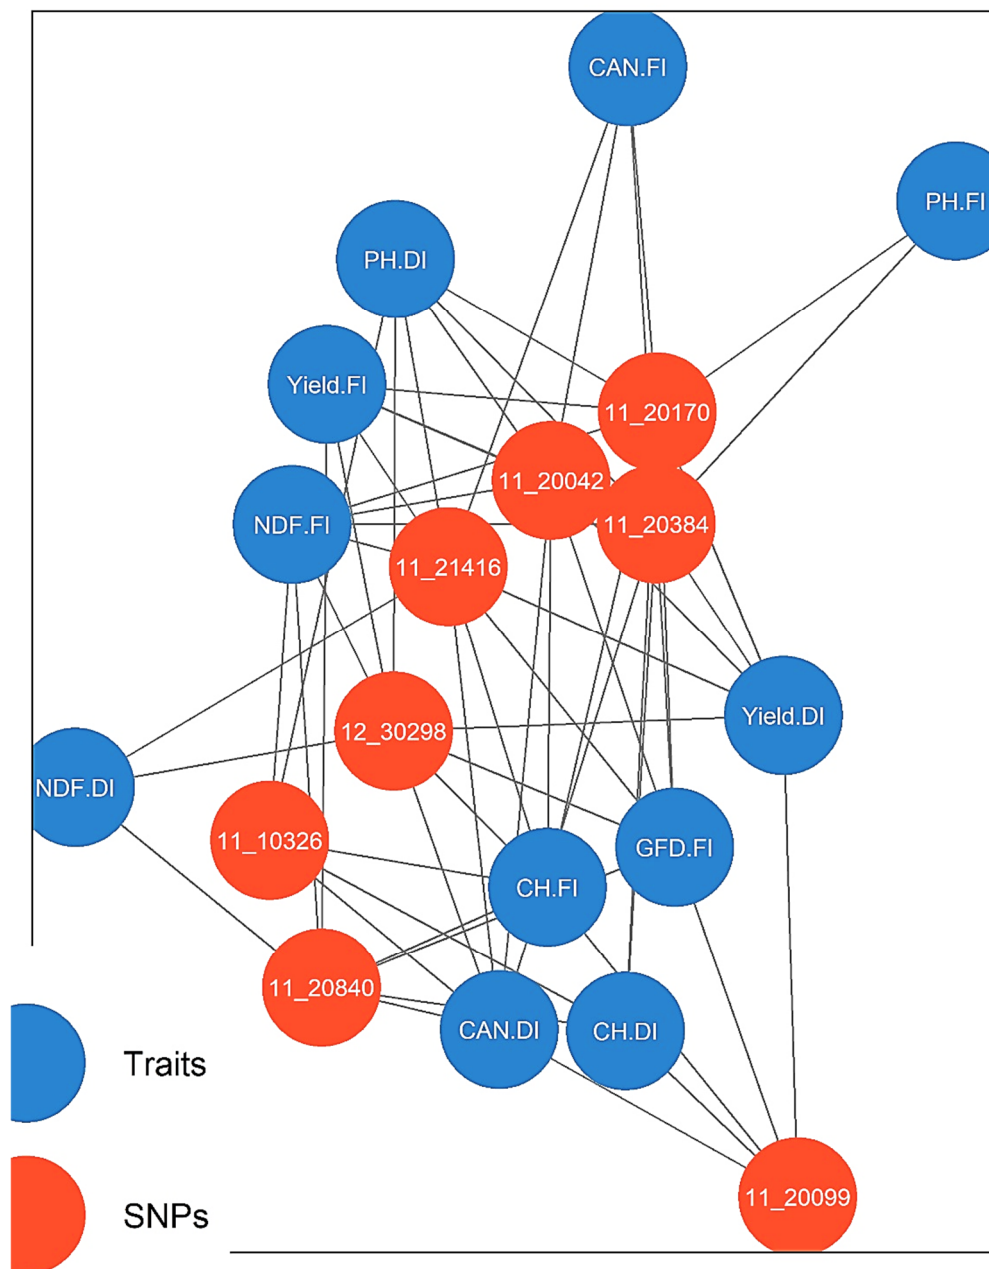 CAN.FI
PH.FI
PH.DI
Yield.FI
11_20170
11_20042
NDF.FI
11_20384
11_21416
Yield.DI
12_30298
NDF.DI
11_10326
GFD.FI
CH.FI
11_20840
CAN.DI
CH.DI
Traits
11_20099
SNPs